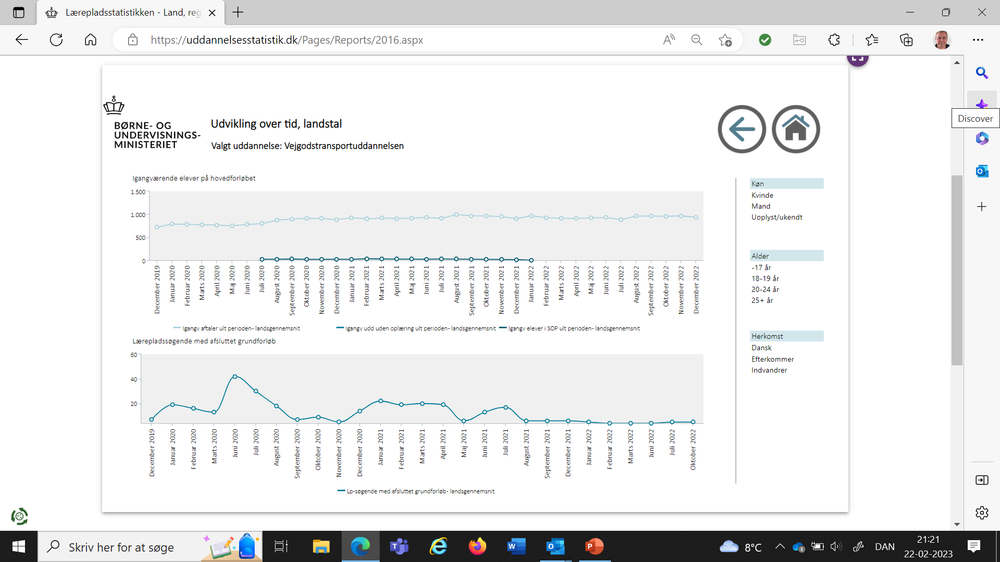 Lærepladsstatistikken - Land, reg
https://uddannelsesstatistik.dk/Pages/Reports/2016.aspx
Discover
BØRNE- OG
UNDERVISNINGS-
MINISTERIET
Udvikling over tid, landstal
Valgt uddannelse: Vejgodstransportuddannelsen
Igangværende elever på hovedforløbet
1.500
1.000
500
0
December 2019
Januar 2020
Februar 2020
Marts 2020
April 2020
Maj 2020
Juni 2020
Juli 2020
August 2020
September 2020
Oktober 2020
November 2020
December 2020
Januar 2021
Februar 2021
Marts 2021
April 2021
Maj 2021
Juni 2021
Juli 2021
August 2021
September 2021
Oktober 2021
November 2021
December 2021
Januar 2022
Februar 2022
Marts 2022
April 2022
Maj 2022
Juni 2022
Juli 2022
August 2022
September 2022
Oktober 2022
November 2022
December 2022
Igangv aftaler ult perioden- landsgennemsnit
Igangv udd uden oplæring ult perioden- landsgennemsnit
Igangv elever i SOP ult perioden- landsgennemsnit
Lærepladssøgende med afsluttet grundforløb
60
40
20
December 2019
Januar 2020
Februar 2020
Marts 2020
Juni 2020
Juli 2020
August 2020
September 2020
Oktober 2020
November 2020
December 2020
Januar 2021
Februar 2021
Marts 2021
April 2021
Maj 2021
Juni 2021
Juli 2021
August 2021
September 2021
December 2021
Januar 2022
Februar 2022
Marts 2022
Juni 2022
Juli 2022
Oktober 2022
Lp-søgende med afsluttet grundforløb- landsgennemsnit
Køn
Kvinde
Mand
Uoplyst/ukendt
Alder
-17 år
18-19 år
20-24 år
25+ år
Herkomst
Dansk
Efterkommer
Indvandrer
Skriv her for at søge
8°C
DAN
21:21
22-02-2023